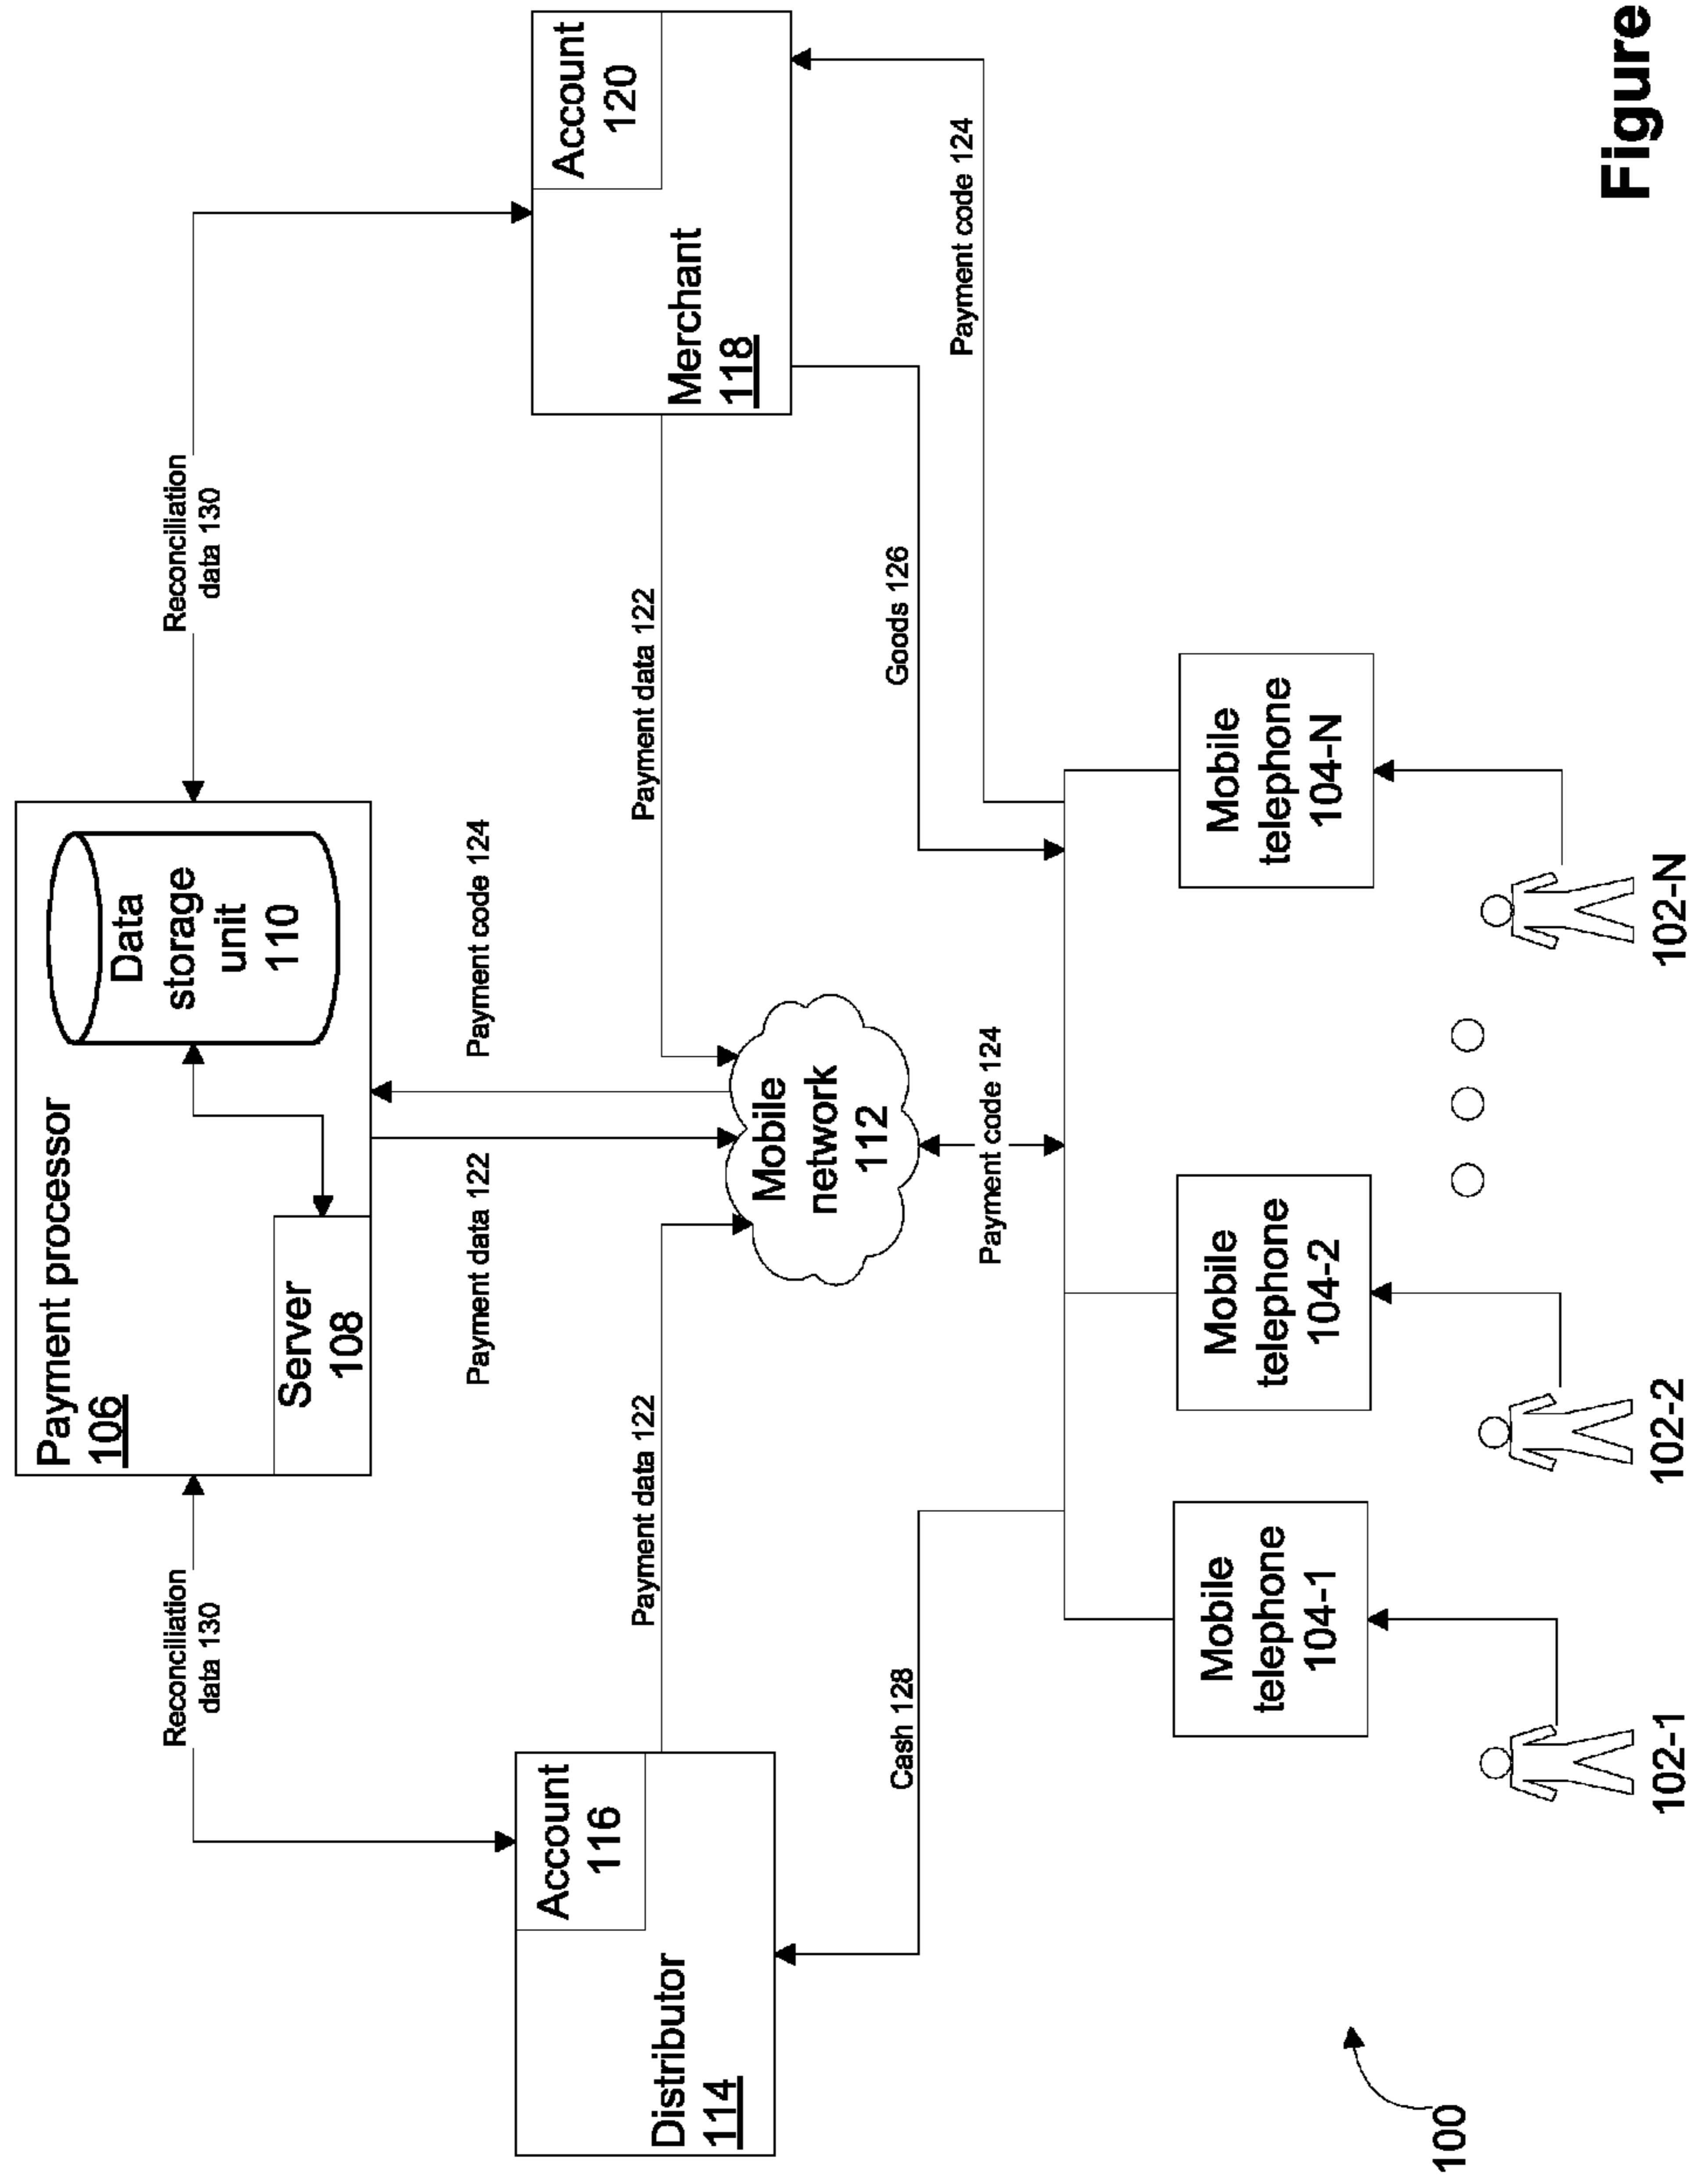 Payment processor
106
Server
108
Data
storage
unit
110
Reconciliation
data 130
Reconciliation
data 130
Payment data 122
Payment code 124
Account
116
Distributor
114
Account
120
Merchant
118
Payment data 122
Payment data 122
Mobile
network
112
Cash 128
Payment code 124
Goods 126
Payment code 124
Mobile
telephone
104-1
Mobile
telephone
104-2
Mobile
telephone
104-N
102-1
102-2
102-N
100
Figure